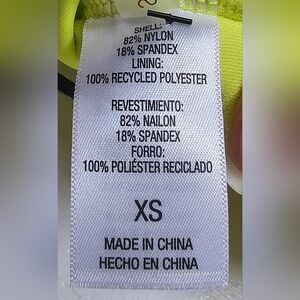 SHELL:
82% NYLON
18% SPANDEX
LINING:
100% RECYCLED POLYESTER
REVESTIMIENTO:
82% NAILON
18% SPANDEX
FORRO:
100% POLIÉSTER RECICLADO
XS
MADE IN CHINA
HECHO EN CHINA